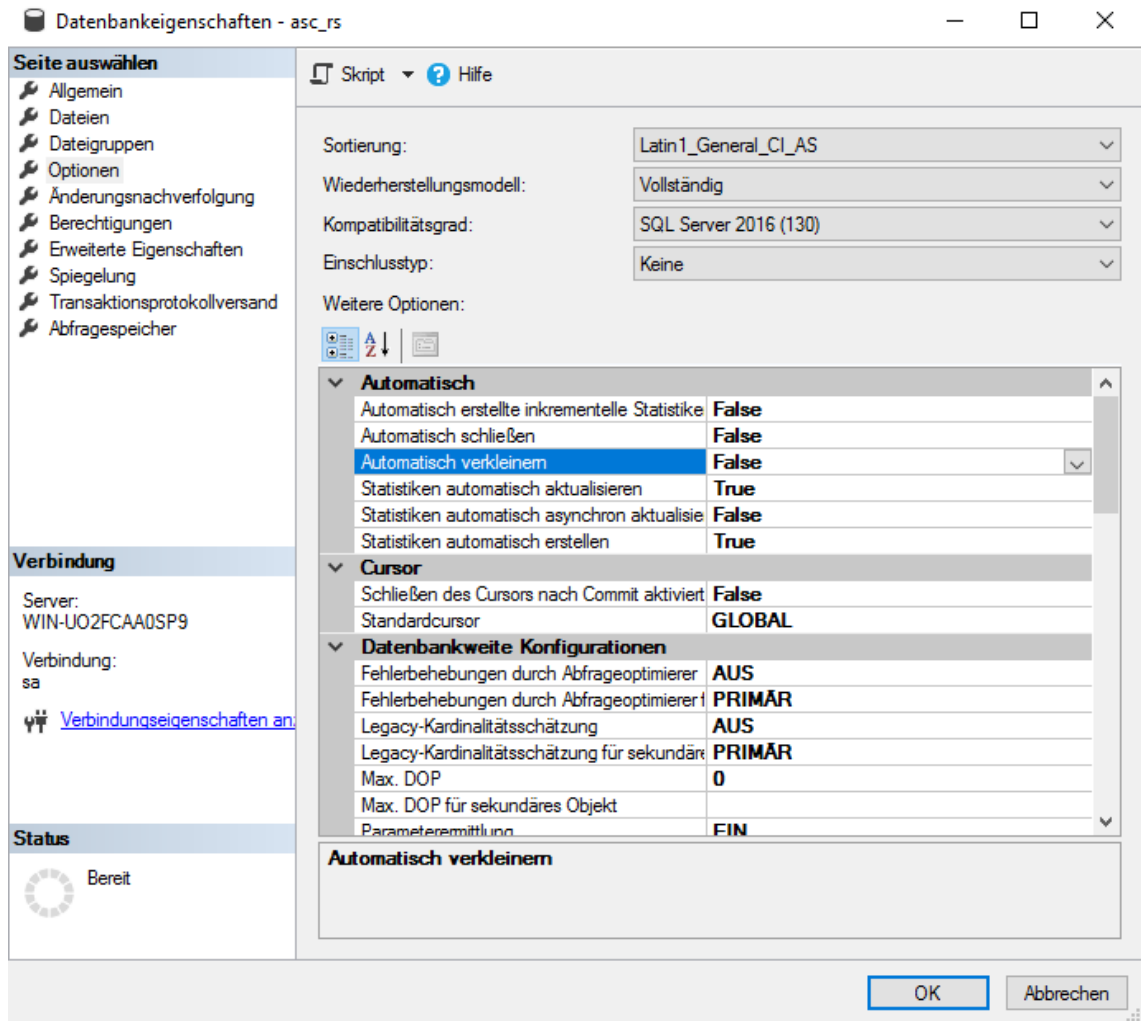 Datenbankeigenschaften - asc_rs
Seite auswählen
Allgemein
Dateien
Dateigruppen
Optionen
Änderungsnachverfolgung
Berechtigungen
Erweiterte Eigenschaften
Spiegelung
Transaktionsprotokollversand
Abfragespeicher
Verbindung
Server:
WIN-UO2FCAA0SP9
Verbindung:
sa
Verbindungseigenschaften an
Status
Bereit
Skript Hilfe
Sortierung: Latin1_General_CI_AS
Wiederherstellungsmodell: Vollständig
Kompatibilitätsgrad: SQL Server 2016 (130)
Einschlusstyp: Keine
Weitere Optionen:
Automatisch
Automatisch erstellte inkrementelle Statistike False
Automatisch schließen False
Automatisch verkleinern False
Statistiken automatisch aktualisieren True
Statistiken automatisch asynchron aktualisie False
Statistiken automatisch erstellen True
Cursor
Schließen des Cursors nach Commit aktiviert False
Standardcursor GLOBAL
Datenbankweite Konfigurationen
Fehlerbehebungen durch Abfrageoptimierer AUS
Fehlerbehebungen durch Abfrageoptimierer f PRIMÄR
Legacy-Kardinalitätsschätzung AUS
Legacy-Kardinalitätsschätzung für sekundäre PRIMÄR
Max. DOP 0
Max. DOP für sekundäres Objekt
Parameterermittlung EIN
Automatisch verkleinern
OK Abbrechen